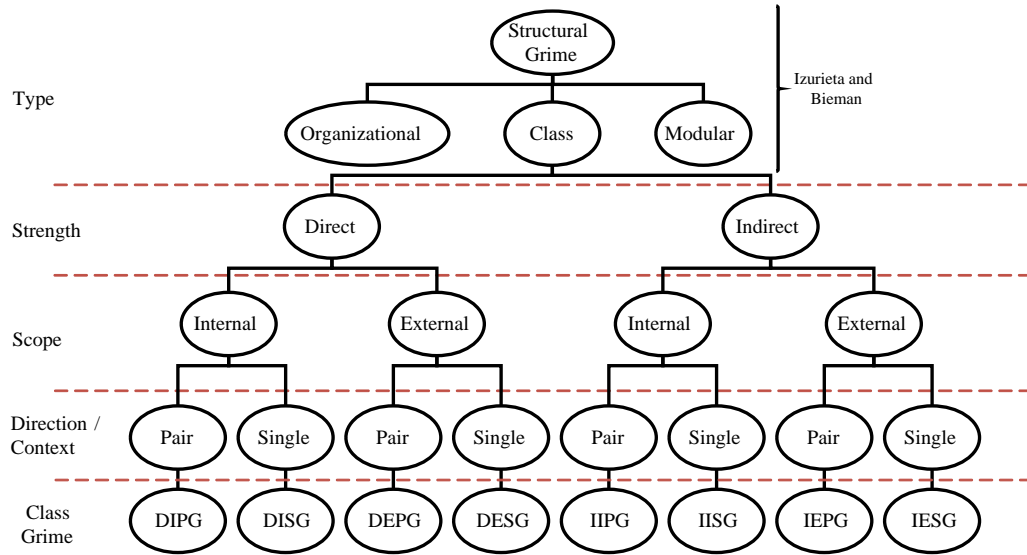 Structural
Grime
Izurieta and
Bieman
Type
Organizational
Class
Modular
Strength
Direct
Indirect
Scope
Internal
External
Internal
External
Direction /
Context
Pair
Single
Pair
Single
Pair
Single
Pair
Single
Class
Grime
DIPG
DISG
DEPG
DESG
IIPG
IISG
IEPG
IESG